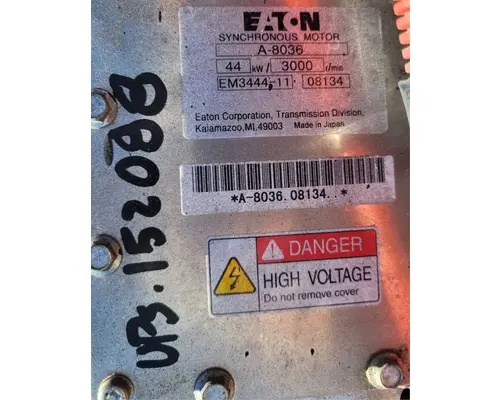 EATON
SYNCHRONOUS MOTOR
A-8036
44 kW/ 3000 r/min
EM3444-11 08134
Eaton Corporation, Transmission Division,
Kalamazoo,MI,49003 Made in Japan
*A-8036.08134..*
DANGER
HIGH VOLTAGE
Do not remove cover
UPS.152088